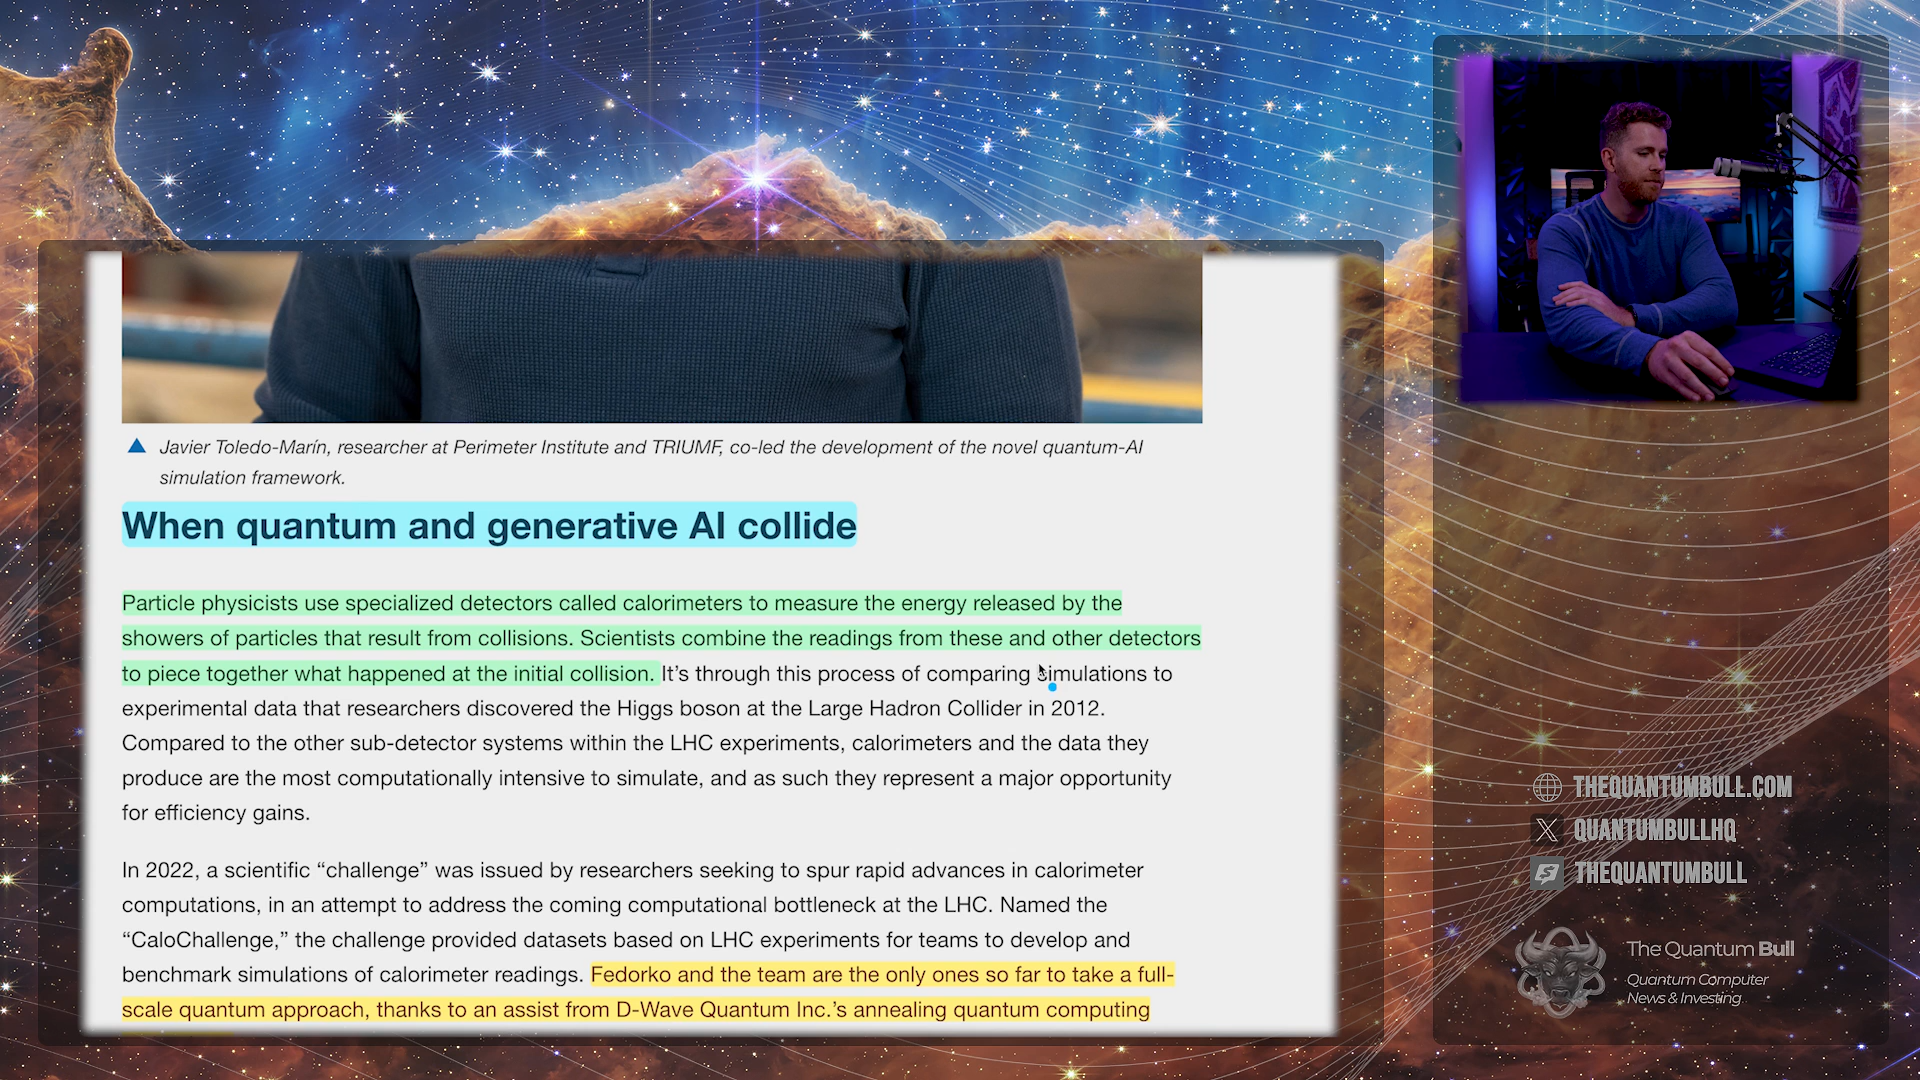 Javier Toledo-Marín, researcher at Perimeter Institute and TRIUMF, co-led the development of the novel quantum-AI
simulation framework.
When quantum and generative AI collide
Particle physicists use specialized detectors called calorimeters to measure the energy released by the
showers of particles that result from collisions. Scientists combine the readings from these and other detectors
to piece together what happened at the initial collision. It’s through this process of comparing simulations to
experimental data that researchers discovered the Higgs boson at the Large Hadron Collider in 2012.
Compared to the other sub-detector systems within the LHC experiments, calorimeters and the data they
produce are the most computationally intensive to simulate, and as such they represent a major opportunity
for efficiency gains.
In 2022, a scientific “challenge” was issued by researchers seeking to spur rapid advances in calorimeter
computations, in an attempt to address the coming computational bottleneck at the LHC. Named the
“CaloChallenge,” the challenge provided datasets based on LHC experiments for teams to develop and
benchmark simulations of calorimeter readings. Fedorko and the team are the only ones so far to take a full-
scale quantum approach, thanks to an assist from D-Wave Quantum Inc.’s annealing quantum computing
THEQUANTUMBULL.COM
QUANTUMBULLHQ
THEQUANTUMBULL
The Quantum Bull
Quantum Computer
News & Investing